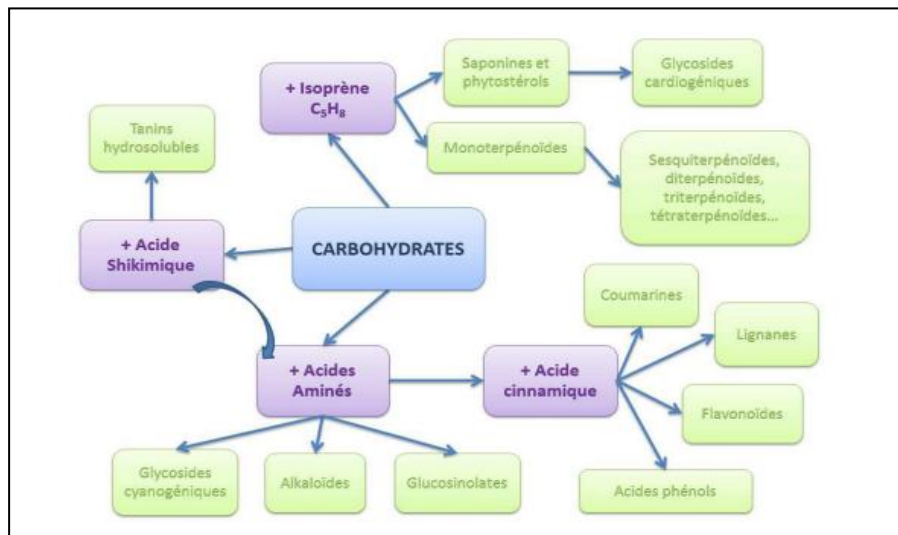 + Isoprène
C₅H₈
Saponines et
phytostérols
Glycosides
cardiogéniques
Tanins
hydrosolubles
Monoterpénoïdes
Sesquiterpénoïdes,
diterpénoïdes,
triterpénoïdes,
tétraterpénoïdes...
+ Acide
Shikimique
CARBOHYDRATES
Coumarines
Lignanes
+ Acides
Aminés
+ Acide
cinnamique
Flavonoïdes
Glycosides
cyanogéniques
Alkaloïdes
Glucosinolates
Acides phénols